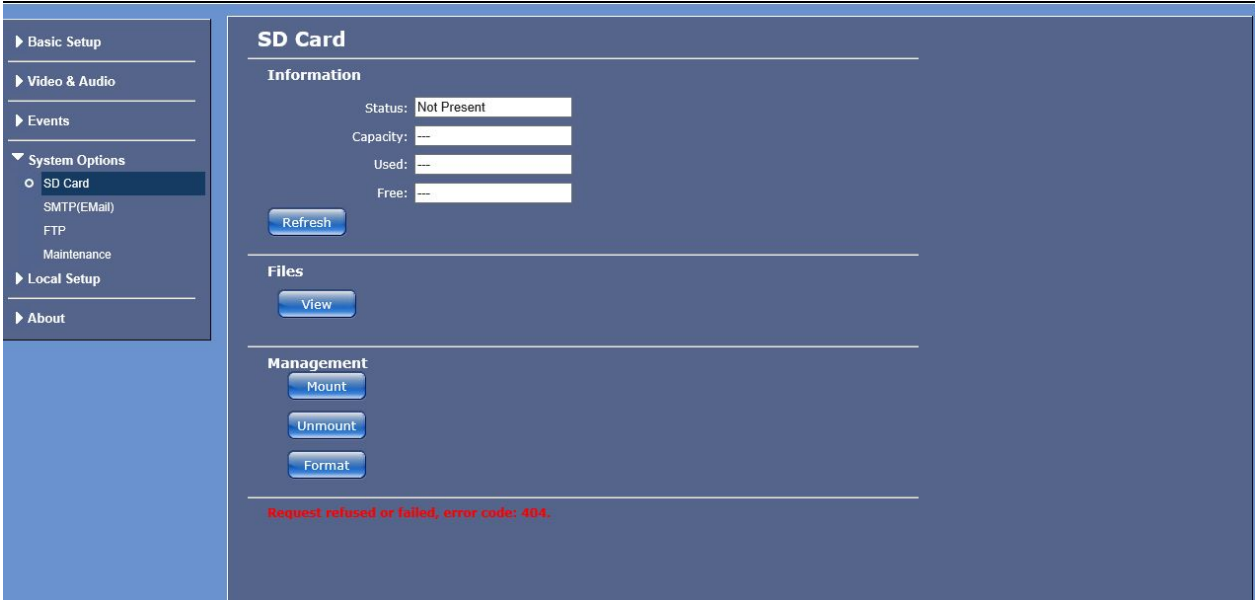 Basic Setup
Video & Audio
Events
System Options
SD Card
SMTP(EMail)
FTP
Maintenance
Local Setup
About
SD Card
Information
Status: Not Present
Capacity: ---
Used: ---
Free: ---
Refresh
Files
View
Management
Mount
Unmount
Format
Request refused or failed, error code: 404.